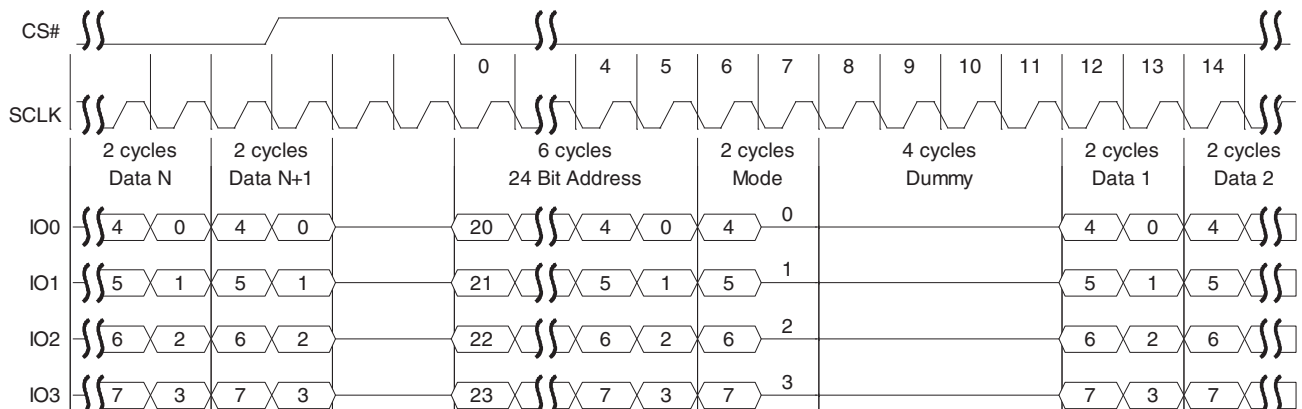 CS#
0 4 5 6 7 8 9 10 11 12 13 14
SCLK
2 cycles 2 cycles 6 cycles 2 cycles 4 cycles 2 cycles 2 cycles
Data N Data N+1 24 Bit Address Mode Dummy Data 1 Data 2
IO0 4 0 4 0 20 4 0 4 0 4 0 4
IO1 5 1 5 1 21 5 1 5 1 5 1 5
IO2 6 2 6 2 22 6 2 6 2 6 2 6
IO3 7 3 7 3 23 7 3 7 3 7 3 7